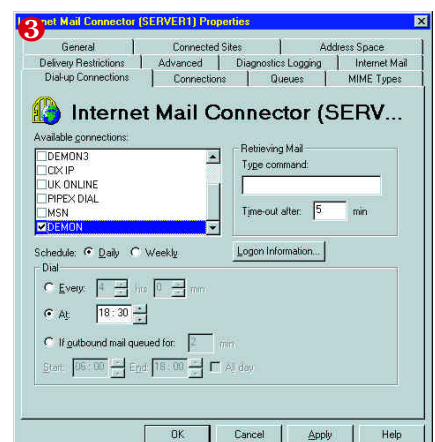 3
net Mail Connector (SERVER1) Properties
General Connected Sites Address Space
Delivery Restrictions Advanced Diagnostics Logging Internet Mail
Dial-up Connections Connections Queues MIME Types
Internet Mail Connector (SERV...
Available connections:
DEMON3
CIX IP
UK ONLINE
PIPEX DIAL
MSN
DEMON
Retrieving Mail
Type command:
Time-out after: 5 min
Schedule: Daily Weekly
Logon Information...
Dial
Every: 4 hrs 0 min
At: 18:30
If outbound mail queued for: 2 min
Start: 06:00 End: 18:00 All day
OK Cancel Apply Help